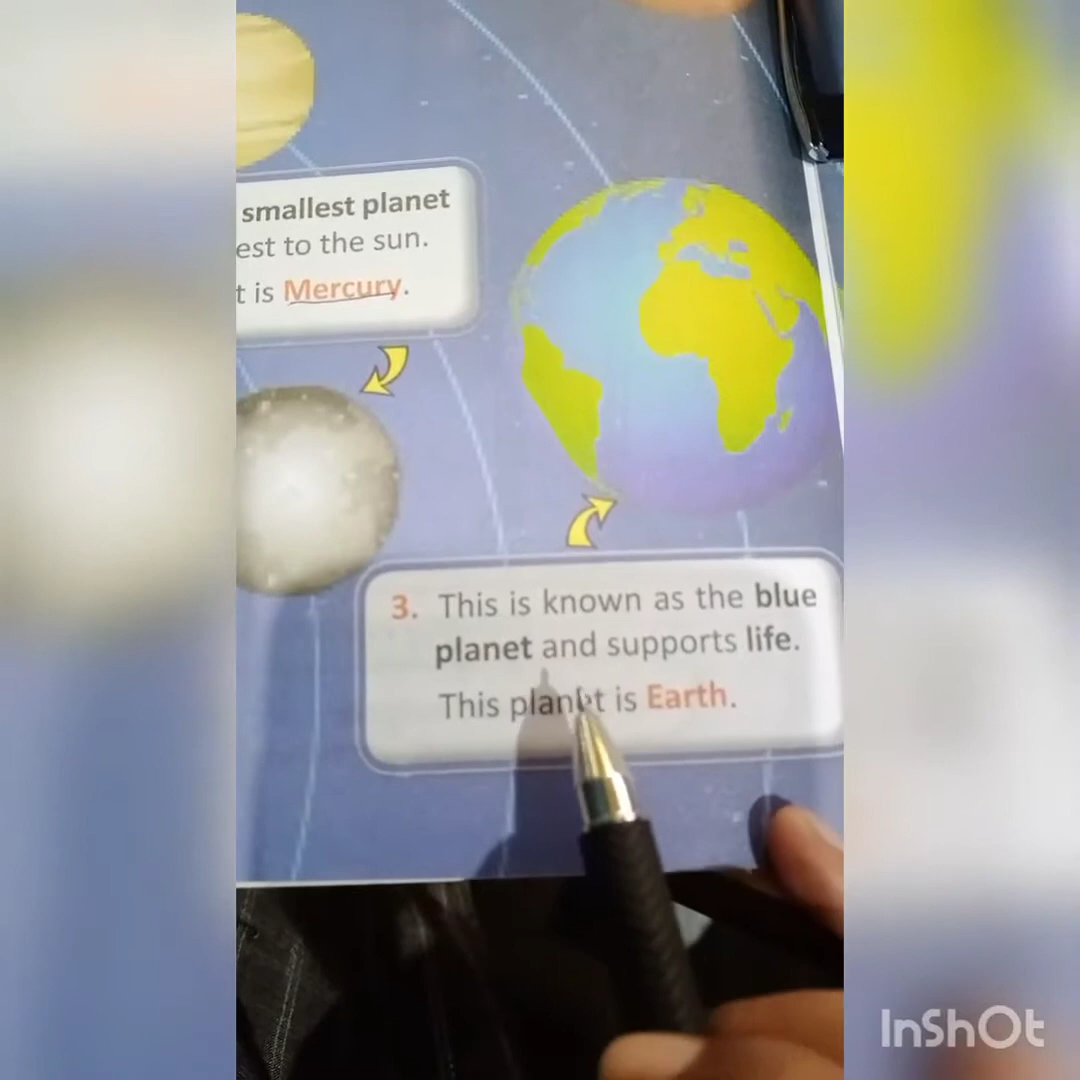 smallest planet
est to the sun.
t is Mercury.
3. This is known as the blue
planet and supports life.
This planet is Earth.
InShOt